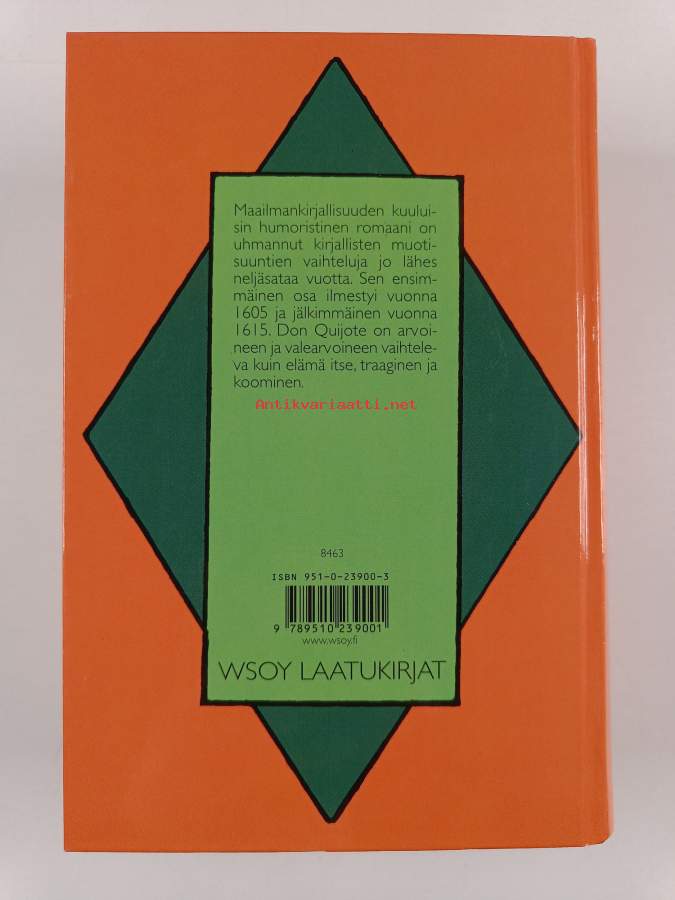 Maailmankirjallisuuden kuului-
sin humoristinen romaani on
uhmannut kirjallisten muoti-
suuntien vaihteluja jo lähes
neljäsataa vuotta. Sen ensim-
mäinen osa ilmestyi vuonna
1605 ja jälkimmäinen vuonna
1615. Don Quijote on arvoi-
neen ja valearvoineen vaihtele-
va kuin elämä itse, traaginen ja
koominen.
Antikvariaatti.net
8463
ISBN 951-0-23900-3
9 789510 239001
www.wsoy.fi
WSOY LAATUKIRJAT